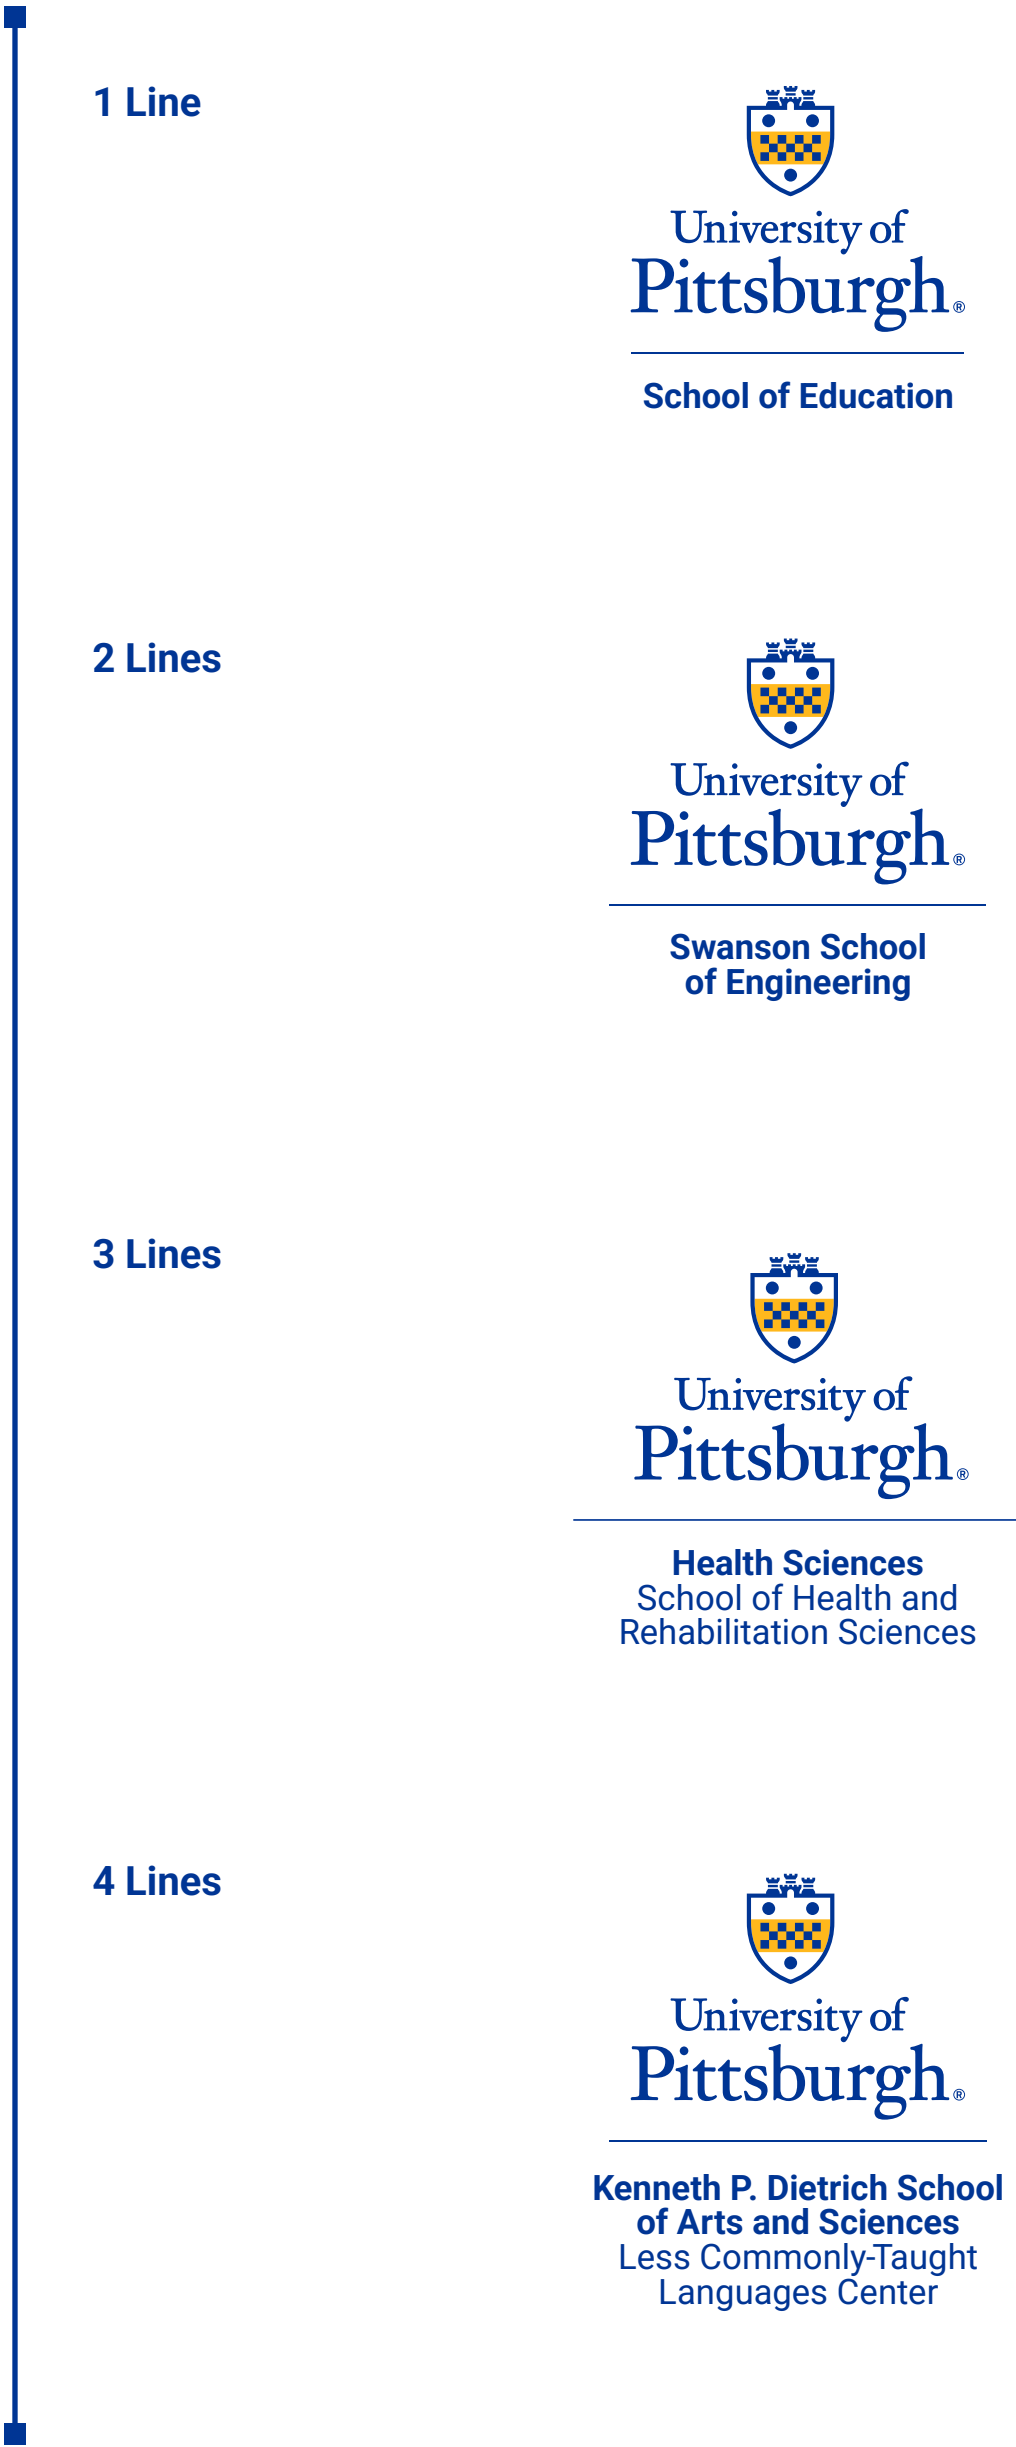 1 Line
University of
Pittsburgh®
School of Education
2 Lines
University of
Pittsburgh®
Swanson School
of Engineering
3 Lines
University of
Pittsburgh®
Health Sciences
School of Health and
Rehabilitation Sciences
4 Lines
University of
Pittsburgh®
Kenneth P. Dietrich School
of Arts and Sciences
Less Commonly-Taught
Languages Center